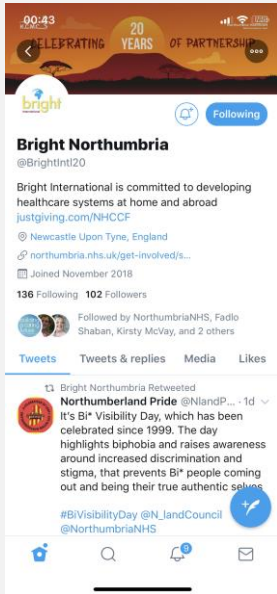 00:43
CELEBRATING 20 YEARS OF PARTNERSHIP
bright
Following
Bright Northumbria
@BrightIntl20
Bright International is committed to developing
healthcare systems at home and abroad
justgiving.com/NHCCF
Newcastle Upon Tyne, England
northumbria.nhs.uk/get-involved/s...
Joined November 2018
136 Following 102 Followers
Followed by NorthumbriaNHS, Fadlo
Shaban, Kirsty McVay, and 2 others
Tweets Tweets & replies Media Likes
Bright Northumbria Retweeted
Northumberland Pride @NlandP... · 1d
It's Bi* Visibility Day, which has been
celebrated since 1999. The day
highlights biphobia and raises awareness
around increased discrimination and
stigma, that prevents Bi* people coming
out and being their true authentic selves
#BiVisibilityDay @N_landCouncil
@NorthumbriaNHS
9